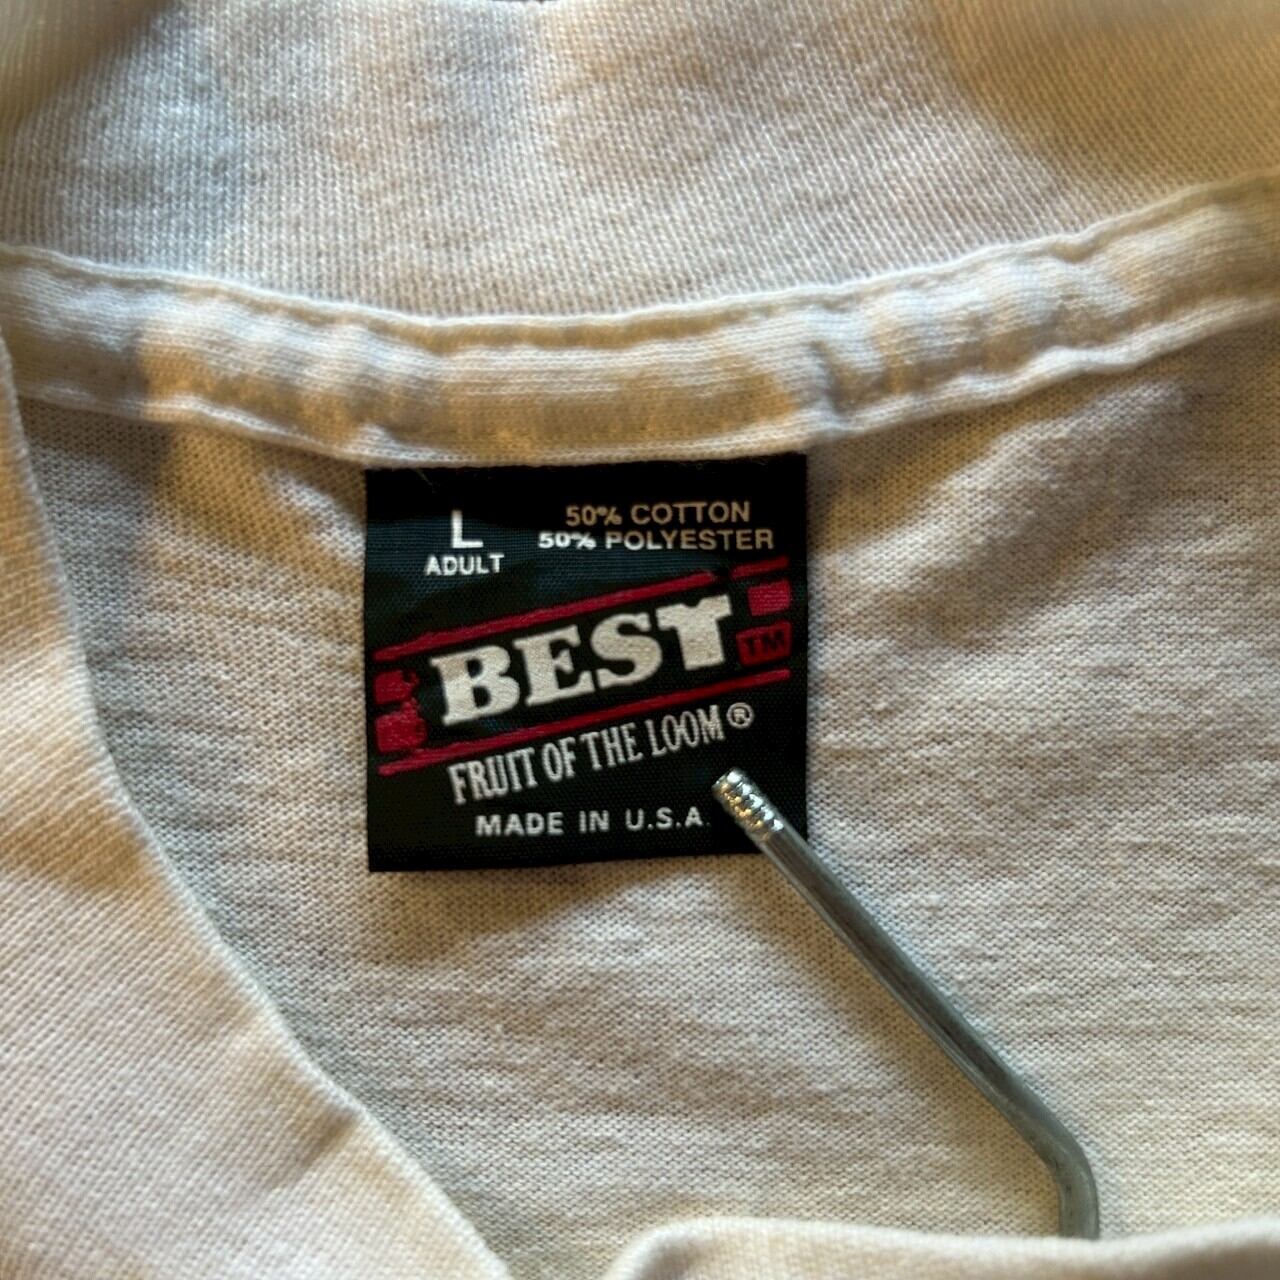 L
ADULT
50% COTTON
50% POLYESTER
BEST TM
FRUIT OF THE LOOM®
MADE IN U.S.A.